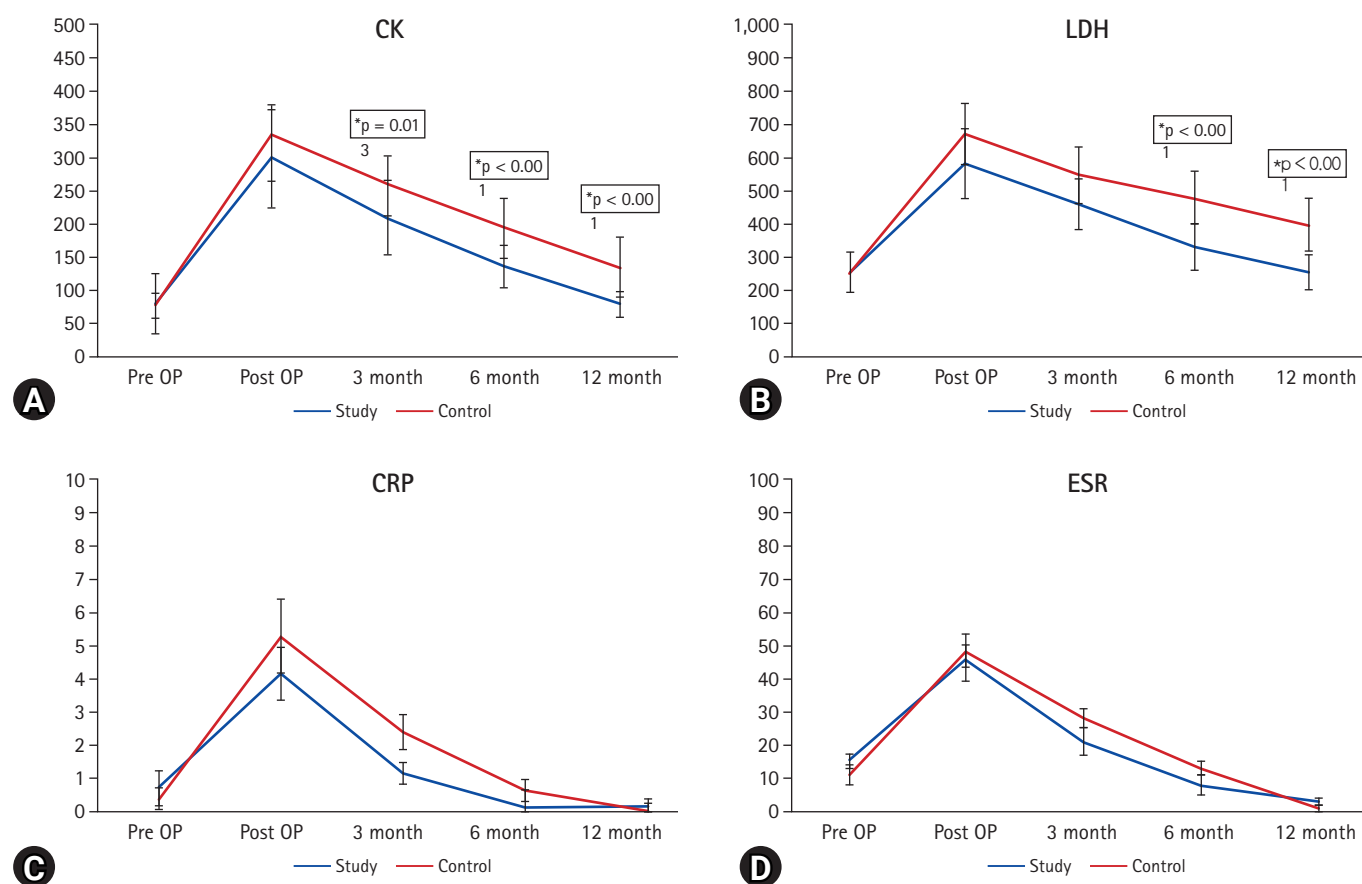 CK
500
450
400
350
300
250
200
150
100
50
0
*p = 0.01
3
*p < 0.00
1
*p < 0.00
1
Pre OP Post OP 3 month 6 month 12 month
A
Study Control
LDH
1,000
900
800
700
600
500
400
300
200
100
0
*p < 0.00
1
*p < 0.00
1
Pre OP Post OP 3 month 6 month 12 month
B
Study Control
CRP
10
9
8
7
6
5
4
3
2
1
0
Pre OP Post OP 3 month 6 month 12 month
C
Study Control
ESR
100
90
80
70
60
50
40
30
20
10
0
Pre OP Post OP 3 month 6 month 12 month
D
Study Control